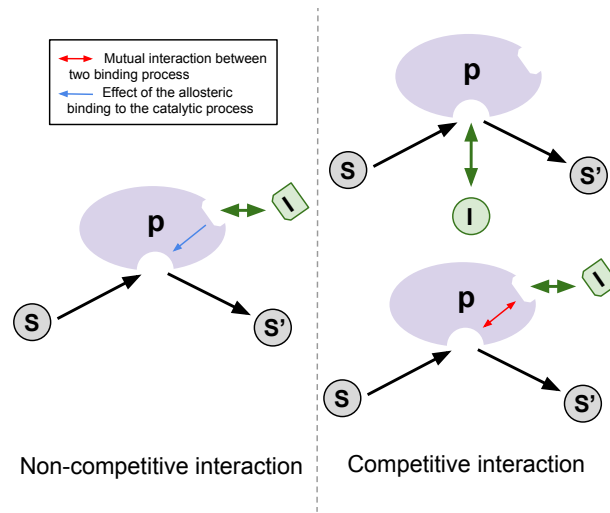 Mutual interaction between
two binding process
Effect of the allosteric
binding to the catalytic process
p
I
S
S'
p
S
S'
I
p
I
S
S'
Non-competitive interaction
Competitive interaction